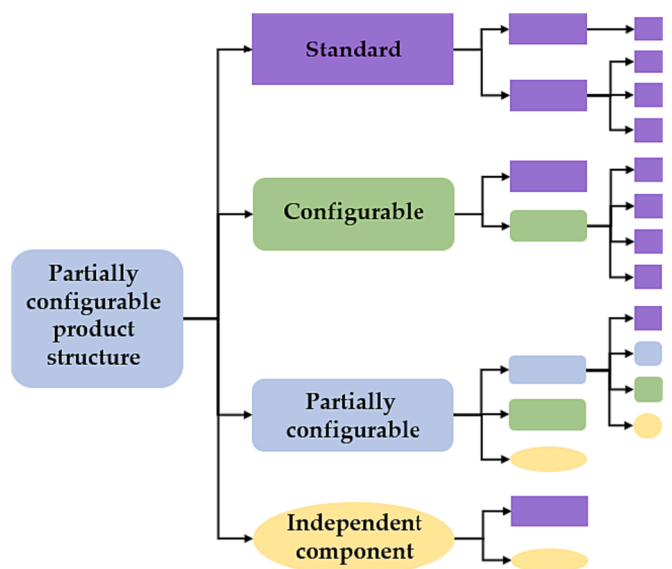 Standard
Configurable
Partially
configurable
product
structure
Partially
configurable
Independent
component